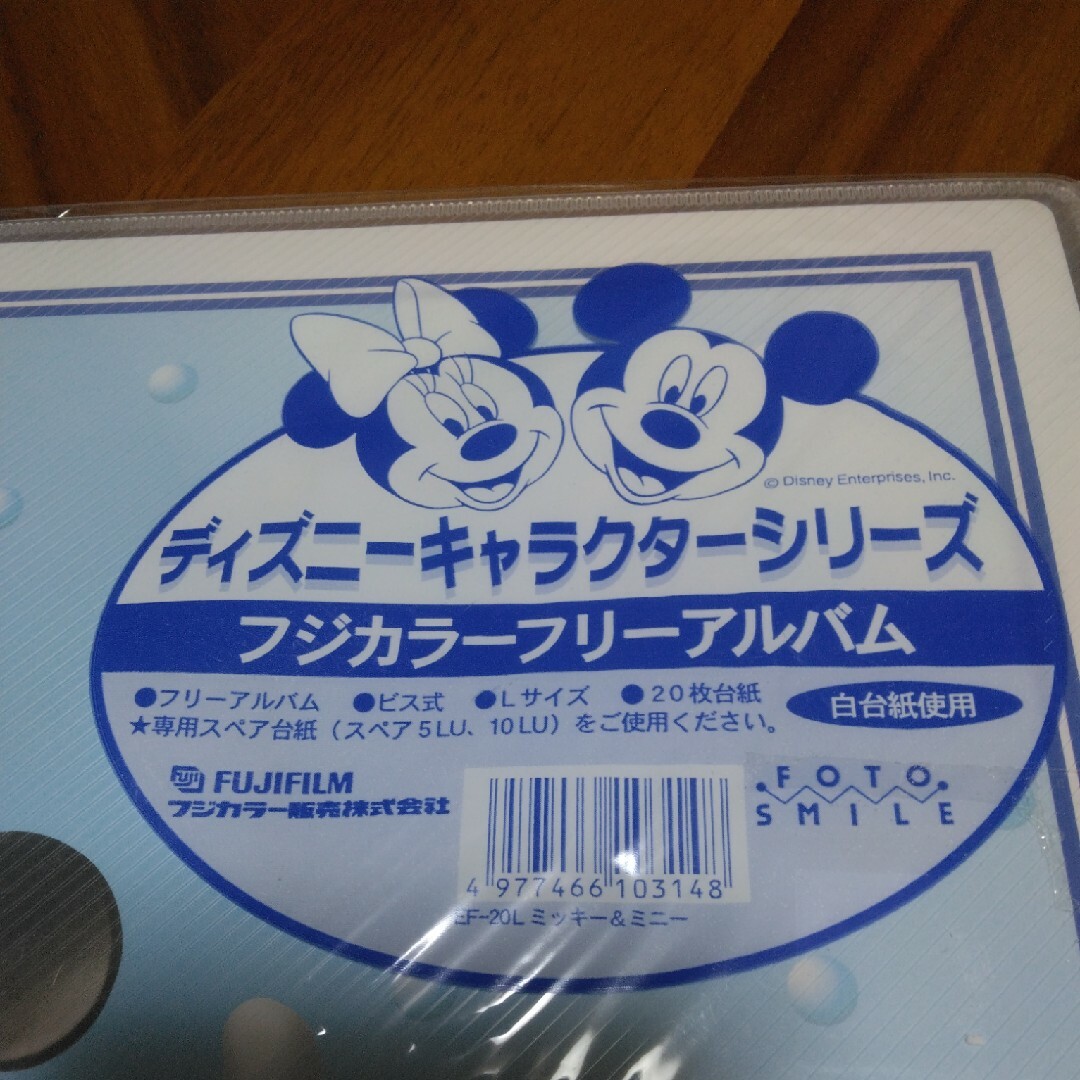 © Disney Enterprises, Inc.
ディズニーキャラクターシリーズ
フジカラーフリーアルバム
●フリーアルバム ●ビス式 ●Lサイズ ●20枚台紙
白台紙使用
★専用スペア台紙（スペア5LU、10LU）をご使用ください。
Fuji FUJIFILM
フジカラー販売株式会社
FOTO
SMILE
4 977466 103148
EF-20L ミッキー＆ミニー